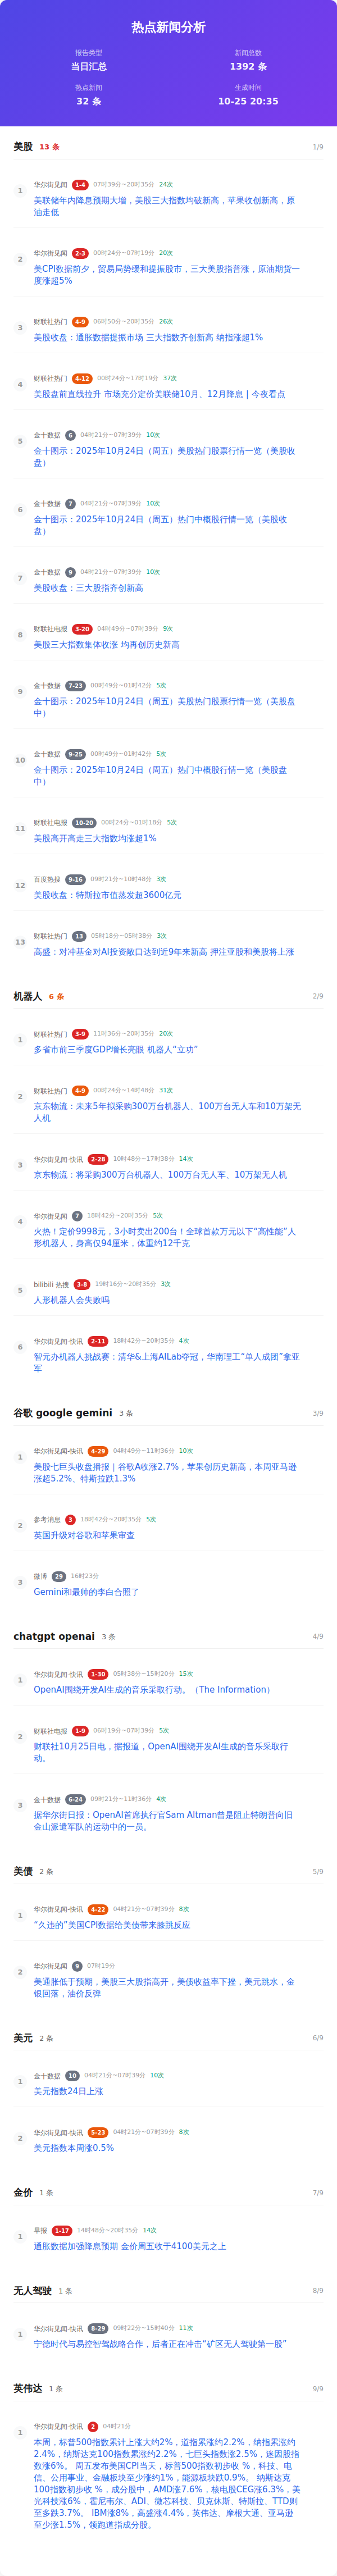 热点新闻分析
报告类型
当日汇总
新闻总数
1392 条
热点新闻
32 条
生成时间
10-25 20:35
美股 13 条 1/9
1
华尔街见闻 1-4 07时39分~20时35分 24次
美联储年内降息预期大增，美股三大指数均破新高，苹果收创新高，原
油走低
2
华尔街见闻 2-3 00时24分~07时19分 20次
美CPI数据前夕，贸易局势缓和提振股市，三大美股指普涨，原油期货一
度涨超5%
3
财联社热门 4-9 06时50分~20时35分 26次
美股收盘：通胀数据提振市场 三大指数齐创新高 纳指涨超1%
4
财联社热门 4-12 00时24分~17时19分 37次
美股盘前直线拉升 市场充分定价美联储10月、12月降息 | 今夜看点
5
金十数据 6 04时21分~07时39分 10次
金十图示：2025年10月24日（周五）美股热门股票行情一览（美股收
盘）
6
金十数据 7 04时21分~07时39分 10次
金十图示：2025年10月24日（周五）热门中概股行情一览（美股收
盘）
7
金十数据 9 04时21分~07时39分 10次
美股收盘：三大股指齐创新高
8
财联社电报 3-20 04时49分~07时39分 9次
美股三大指数集体收涨 均再创历史新高
9
金十数据 7-23 00时49分~01时42分 5次
金十图示：2025年10月24日（周五）美股热门股票行情一览（美股盘
中）
10
金十数据 9-25 00时49分~01时42分 5次
金十图示：2025年10月24日（周五）热门中概股行情一览（美股盘
中）
11
财联社电报 10-20 00时24分~01时18分 5次
美股高开高走三大指数均涨超1%
12
百度热搜 9-16 09时21分~10时48分 3次
美股收盘：特斯拉市值蒸发超3600亿元
13
财联社热门 13 05时18分~05时38分 3次
高盛：对冲基金对AI投资敞口达到近9年来新高 押注亚股和美股将上涨
机器人 6 条 2/9
1
财联社热门 3-9 11时36分~20时35分 20次
多省市前三季度GDP增长亮眼 机器人“立功”
2
财联社热门 4-9 00时24分~14时48分 31次
京东物流：未来5年拟采购300万台机器人、100万台无人车和10万架无
人机
3
华尔街见闻-快讯 2-28 10时48分~17时38分 14次
京东物流：将采购300万台机器人、100万台无人车、10万架无人机
4
华尔街见闻 7 18时42分~20时35分 5次
火热！定价9998元，3小时卖出200台！全球首款万元以下“高性能”人
形机器人，身高仅94厘米，体重约12千克
5
bilibili 热搜 3-8 19时16分~20时35分 3次
人形机器人会失败吗
6
华尔街见闻-快讯 2-11 18时42分~20时35分 4次
智元办机器人挑战赛：清华&上海AILab夺冠，华南理工“单人成团”拿亚
军
谷歌 google gemini 3 条 3/9
1
华尔街见闻-快讯 4-29 04时49分~11时36分 10次
美股七巨头收盘播报｜谷歌A收涨2.7%，苹果创历史新高，本周亚马逊
涨超5.2%、特斯拉跌1.3%
2
参考消息 3 18时42分~20时35分 5次
英国升级对谷歌和苹果审查
3
微博 29 16时23分
Gemini和最帅的李白合照了
chatgpt openai 3 条 4/9
1
华尔街见闻-快讯 1-30 05时38分~15时20分 15次
OpenAI围绕开发AI生成的音乐采取行动。（The Information）
2
财联社电报 1-9 06时19分~07时39分 5次
财联社10月25日电，据报道，OpenAI围绕开发AI生成的音乐采取行
动。
3
金十数据 6-24 09时21分~11时36分 4次
据华尔街日报：OpenAI首席执行官Sam Altman曾是阻止特朗普向旧
金山派遣军队的运动中的一员。
美债 2 条 5/9
1
华尔街见闻-快讯 4-22 04时21分~07时39分 8次
“久违的”美国CPI数据给美债带来膝跳反应
2
华尔街见闻 9 07时19分
美通胀低于预期，美股三大股指高开，美债收益率下挫，美元跳水，金
银回落，油价反弹
美元 2 条 6/9
1
金十数据 10 04时21分~07时39分 10次
美元指数24日上涨
2
华尔街见闻-快讯 5-23 04时21分~07时39分 8次
美元指数本周涨0.5%
金价 1 条 7/9
1
早报 1-17 14时48分~20时35分 14次
通胀数据加强降息预期 金价周五收于4100美元之上
无人驾驶 1 条 8/9
1
华尔街见闻-快讯 8-29 09时22分~15时40分 11次
宁德时代与易控智驾战略合作，后者正在冲击“矿区无人驾驶第一股”
英伟达 1 条 9/9
1
华尔街见闻-快讯 2 04时21分
本周，标普500指数累计上涨大约2%，道指累涨约2.2%，纳指累涨约
2.4%，纳斯达克100指数累涨约2.2%，七巨头指数涨2.5%，迷因股指
数涨6%。 周五发布美国CPI当天，标普500指数初步收 %，科技、电
信、公用事业、金融板块至少涨约1%，能源板块跌0.9%。 纳斯达克
100指数初步收 %，成分股中，AMD涨7.6%，核电股CEG涨6.3%，美
光科技涨6%，霍尼韦尔、ADI、微芯科技、贝克休斯、特斯拉、TTD则
至多跌3.7%。 IBM涨8%，高盛涨4.4%，英伟达、摩根大通、亚马逊
至少涨1.5%，领跑道指成分股。